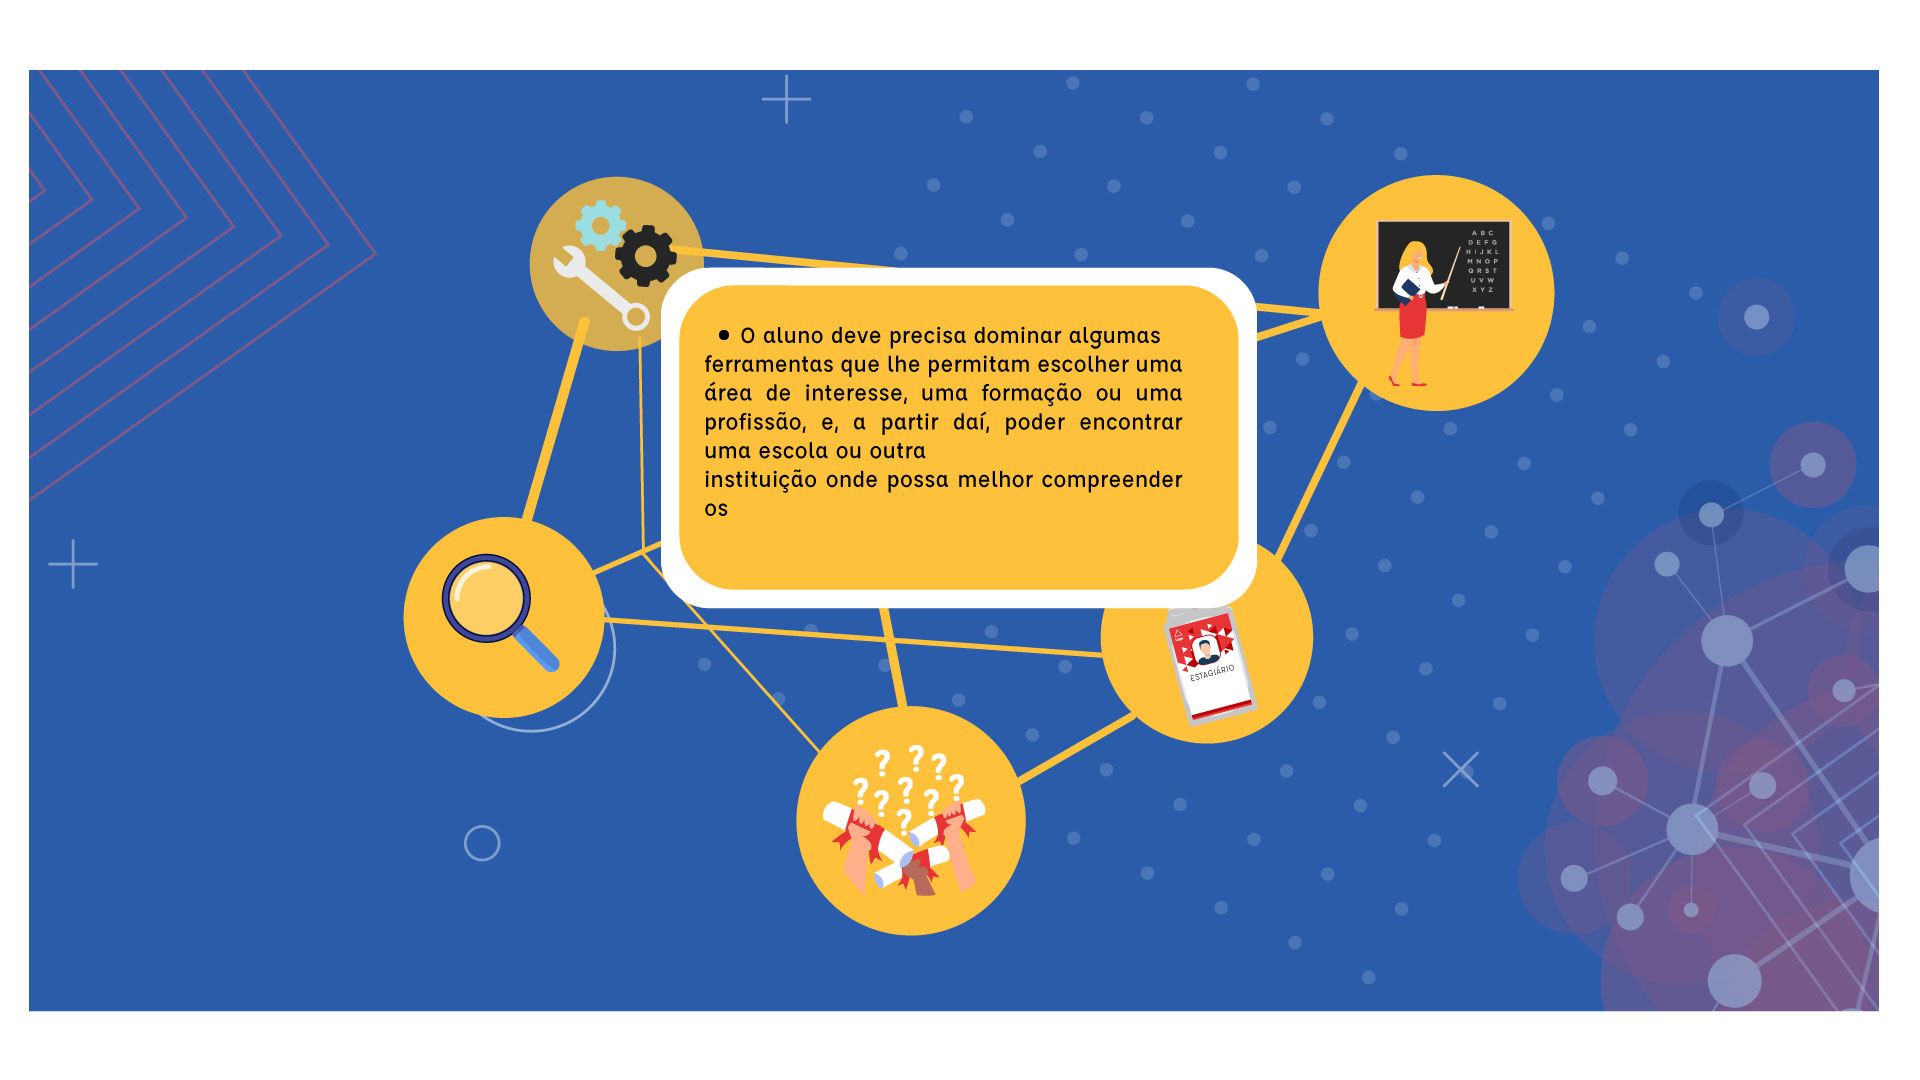 A B C
D E F G
H I J K L
M N O P
Q R S T
U V W
X Y Z
• O aluno deve precisa dominar algumas
ferramentas que lhe permitam escolher uma
área de interesse, uma formação ou uma
profissão, e, a partir daí, poder encontrar
uma escola ou outra
instituição onde possa melhor compreender
os
ESTAGIÁRIO
? ? ? ? ? ? ? ? ? ?